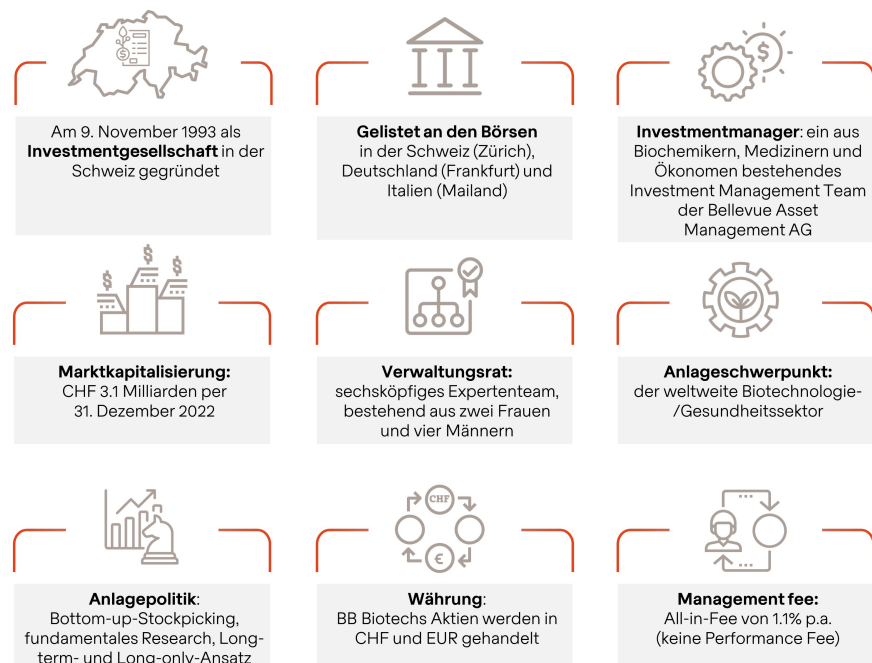 Am 9. November 1993 als
Investmentgesellschaft in der
Schweiz gegründet
Gelistet an den Börsen
in der Schweiz (Zürich),
Deutschland (Frankfurt) und
Italien (Mailand)
$
Investmentmanager: ein aus
Biochemikern, Medizinern und
Ökonomen bestehendes
Investment Management Team
der Bellevue Asset
Management AG
$ $ $
Marktkapitalisierung:
CHF 3.1 Milliarden per
31. Dezember 2022
Verwaltungsrat:
sechsköpfiges Expertenteam,
bestehend aus zwei Frauen
und vier Männern
Anlageschwerpunkt:
der weltweite Biotechnologie-
/Gesundheitssektor
Anlagepolitik:
Bottom-up-Stockpicking,
fundamentales Research, Long-
term- und Long-only-Ansatz
CHF
€
Währung:
BB Biotechs Aktien werden in
CHF und EUR gehandelt
Management fee:
All-in-Fee von 1.1% p.a.
(keine Performance Fee)